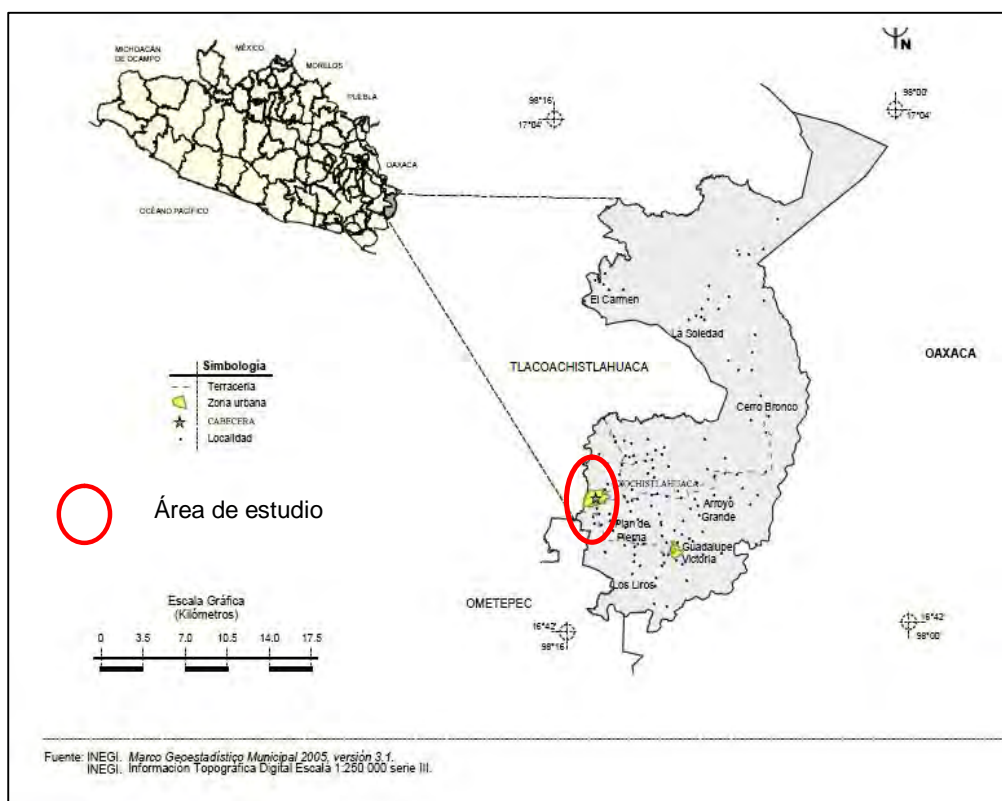 MICHOACÁN
DE OCAMPO
MÉXICO
MORELOS
PUEBLA
OAXACA
OCÉANO PACÍFICO
N
98°16'
17°04'
98°00'
17°04'
El Carmen
La Soledad
OAXACA
TLACOACHISTLAHUACA
Cerro Bronco
Simbología
Terracería
Zona urbana
CABECERA
Localidad
XOCHISTLAHUACA
Arroyo
Grande
Plan de
Pierna
Guadalupe
Victoria
Los Liros
Área de estudio
OMETEPEC
16°42'
98°16'
16°42'
98°00'
Escala Gráfica
(Kilómetros)
0 3.5 7.0 10.5 14.0 17.5
Fuente: INEGI. Marco Geoestadístico Municipal 2005, versión 3.1.
INEGI. Información Topográfica Digital Escala 1:250 000 serie III.